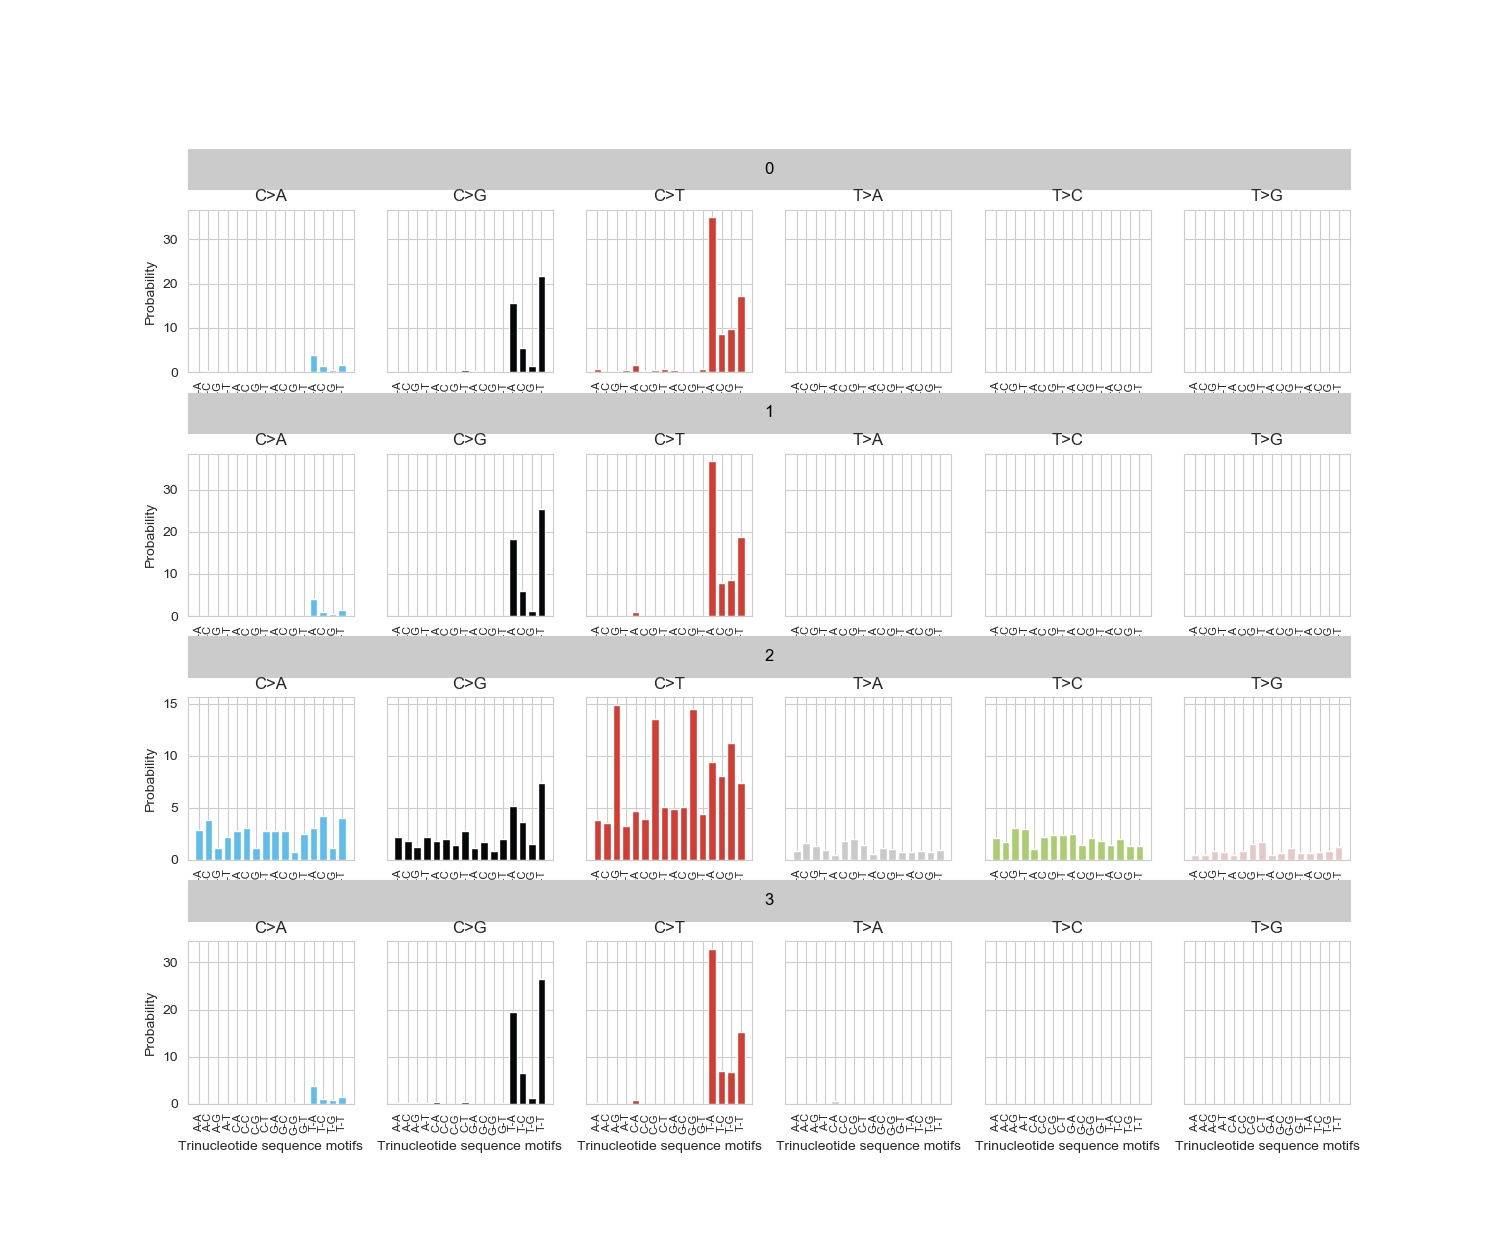 0
C>A C>G C>T T>A T>C T>G
Probability
30
20
10
0
1
C>A C>G C>T T>A T>C T>G
Probability
30
20
10
0
2
C>A C>G C>T T>A T>C T>G
Probability
15
10
5
0
3
C>A C>G C>T T>A T>C T>G
Probability
30
20
10
0
A-A A-C A-G A-T C-A C-C C-G C-T G-A G-C G-G G-T T-A T-C T-G T-T
A-A A-C A-G A-T C-A C-C C-G C-T G-A G-C G-G G-T T-A T-C T-G T-T
A-A A-C A-G A-T C-A C-C C-G C-T G-A G-C G-G G-T T-A T-C T-G T-T
A-A A-C A-G A-T C-A C-C C-G C-T G-A G-C G-G G-T T-A T-C T-G T-T
A-A A-C A-G A-T C-A C-C C-G C-T G-A G-C G-G G-T T-A T-C T-G T-T
A-A A-C A-G A-T C-A C-C C-G C-T G-A G-C G-G G-T T-A T-C T-G T-T
Trinucleotide sequence motifs Trinucleotide sequence motifs Trinucleotide sequence motifs Trinucleotide sequence motifs Trinucleotide sequence motifs Trinucleotide sequence motifs